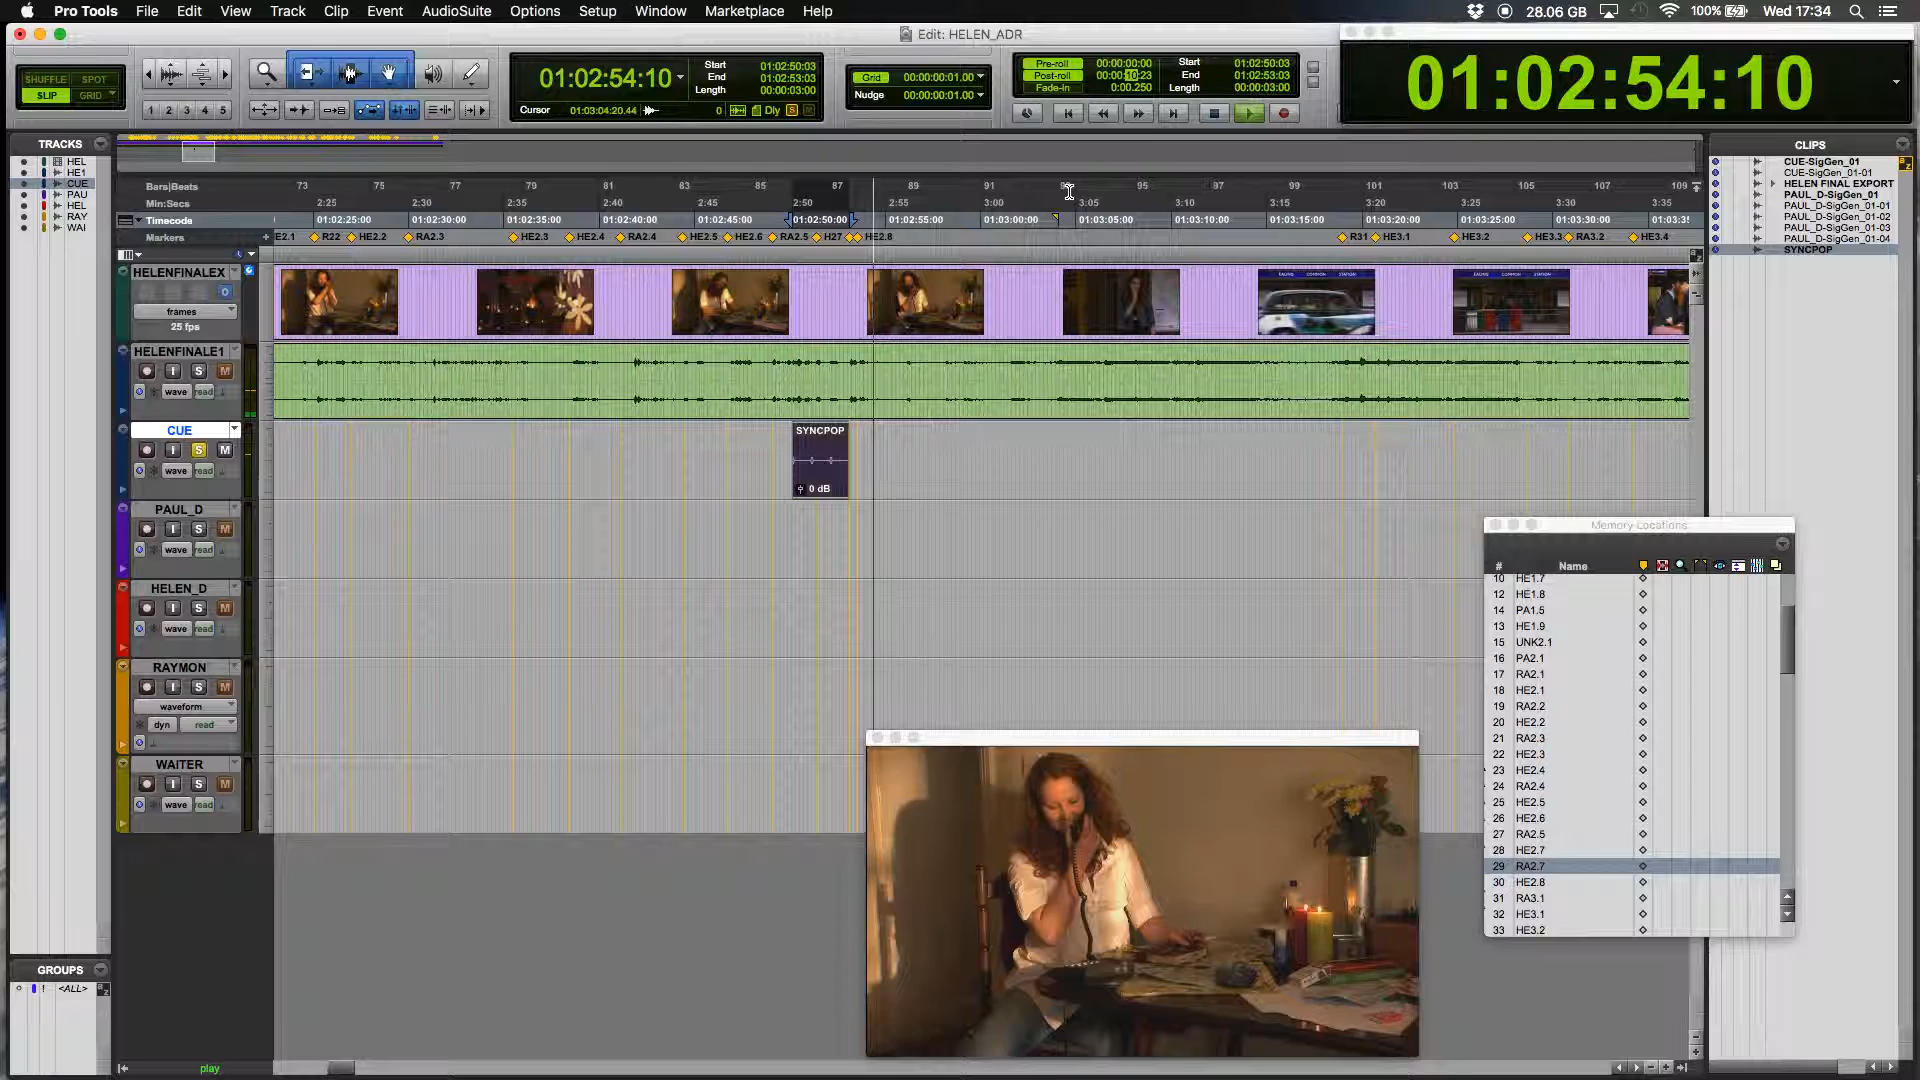 Pro Tools File Edit View Track Clip Event AudioSuite Options Setup Window Marketplace Help 28.06 GB 100% Wed 17:34
Edit: HELEN_ADR
SHUFFLE SPOT
SLIP GRID
1 2 3 4 5
01:02:54:10
Start 01:02:50:03
End 01:02:53:03
Length 00:00:03:00
Cursor 01:03:04:20.44 0 Dly S M
Grid 00:00:00:01.00
Nudge 00:00:00:01.00
Pre-roll 00:00:00:00
Post-roll 00:00:10:23
Fade-in 0:00.250
Start 01:02:50:03
End 01:02:53:03
Length 00:00:03:00
01:02:54:10
TRACKS
HEL
HE1
CUE
PAU
HEL
RAY
WAI
GROUPS
! <ALL>
Bars|Beats 73 75 77 79 81 83 85 87 89 91 93 95 97 99 101 103 105 107 109
Min:Secs 2:25 2:30 2:35 2:40 2:45 2:50 2:55 3:00 3:05 3:10 3:15 3:20 3:25 3:30 3:35
Timecode 01:02:25:00 01:02:30:00 01:02:35:00 01:02:40:00 01:02:45:00 01:02:50:00 01:02:55:00 01:03:00:00 01:03:05:00 01:03:10:00 01:03:15:00 01:03:20:00 01:03:25:00 01:03:30:00 01:03:35
Markers E2.1 R22 HE2.2 RA2.3 HE2.3 HE2.4 RA2.4 HE2.5 HE2.6 RA2.5 H27 HE2.8 R31 HE3.1 HE3.2 HE3.3 RA3.2 HE3.4
HELENFINALEX
frames
25 fps
HELENFINALE1
I S M
wave read
CUE
I S M
wave read
SYNCPOP
0 dB
PAUL_D
I S M
wave read
HELEN_D
I S M
wave read
RAYMON
I S M
waveform
dyn read
WAITER
I S M
wave read
play
CLIPS
CUE-SigGen_01
CUE-SigGen_01-01
HELEN FINAL EXPORT
PAUL_D-SigGen_01
PAUL_D-SigGen_01-01
PAUL_D-SigGen_01-02
PAUL_D-SigGen_01-03
PAUL_D-SigGen_01-04
SYNCPOP
Memory Locations
# Name
10 HE1.7
12 HE1.8
14 PA1.5
13 HE1.9
15 UNK2.1
16 PA2.1
17 RA2.1
18 HE2.1
19 RA2.2
20 HE2.2
21 RA2.3
22 HE2.3
23 HE2.4
24 RA2.4
25 HE2.5
26 HE2.6
27 RA2.5
28 HE2.7
29 RA2.7
30 HE2.8
31 RA3.1
32 HE3.1
33 HE3.2